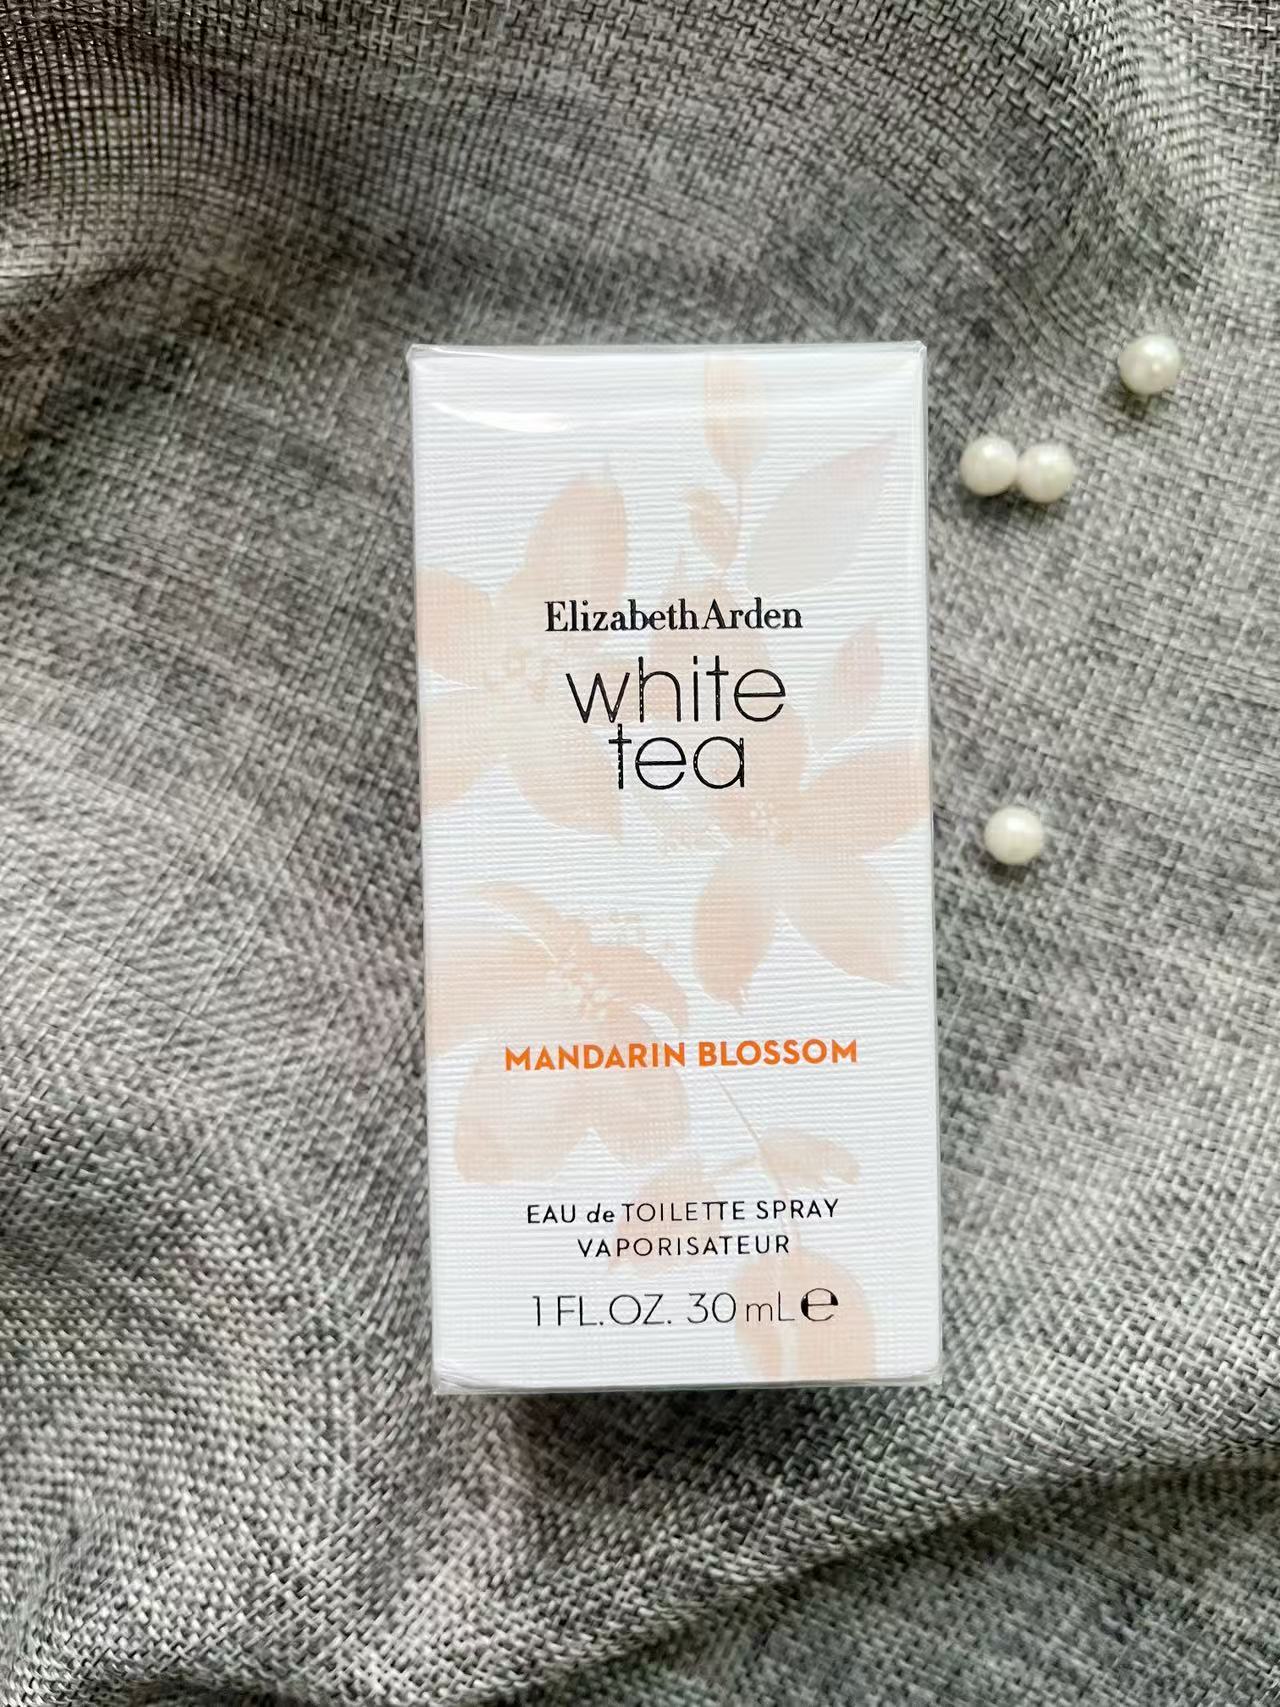 Elizabeth Arden
white
tea
MANDARIN BLOSSOM
EAU de TOILETTE SPRAY
VAPORISATEUR
1 FL.OZ. 30 mL ℮